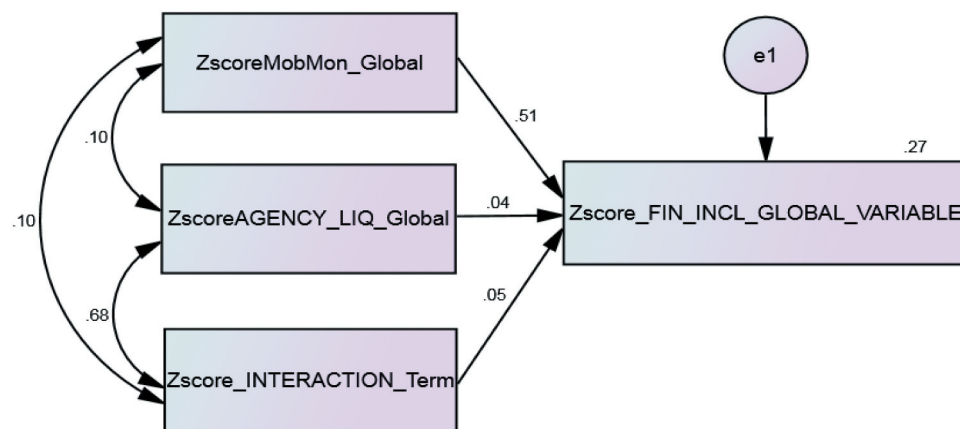 ZscoreMobMon_Global
e1
.51
.27
.10
ZscoreAGENCY_LIQ_Global
.04
Zscore_FIN_INCL_GLOBAL_VARIABLE
.10
.05
.68
Zscore_INTERACTION_Term